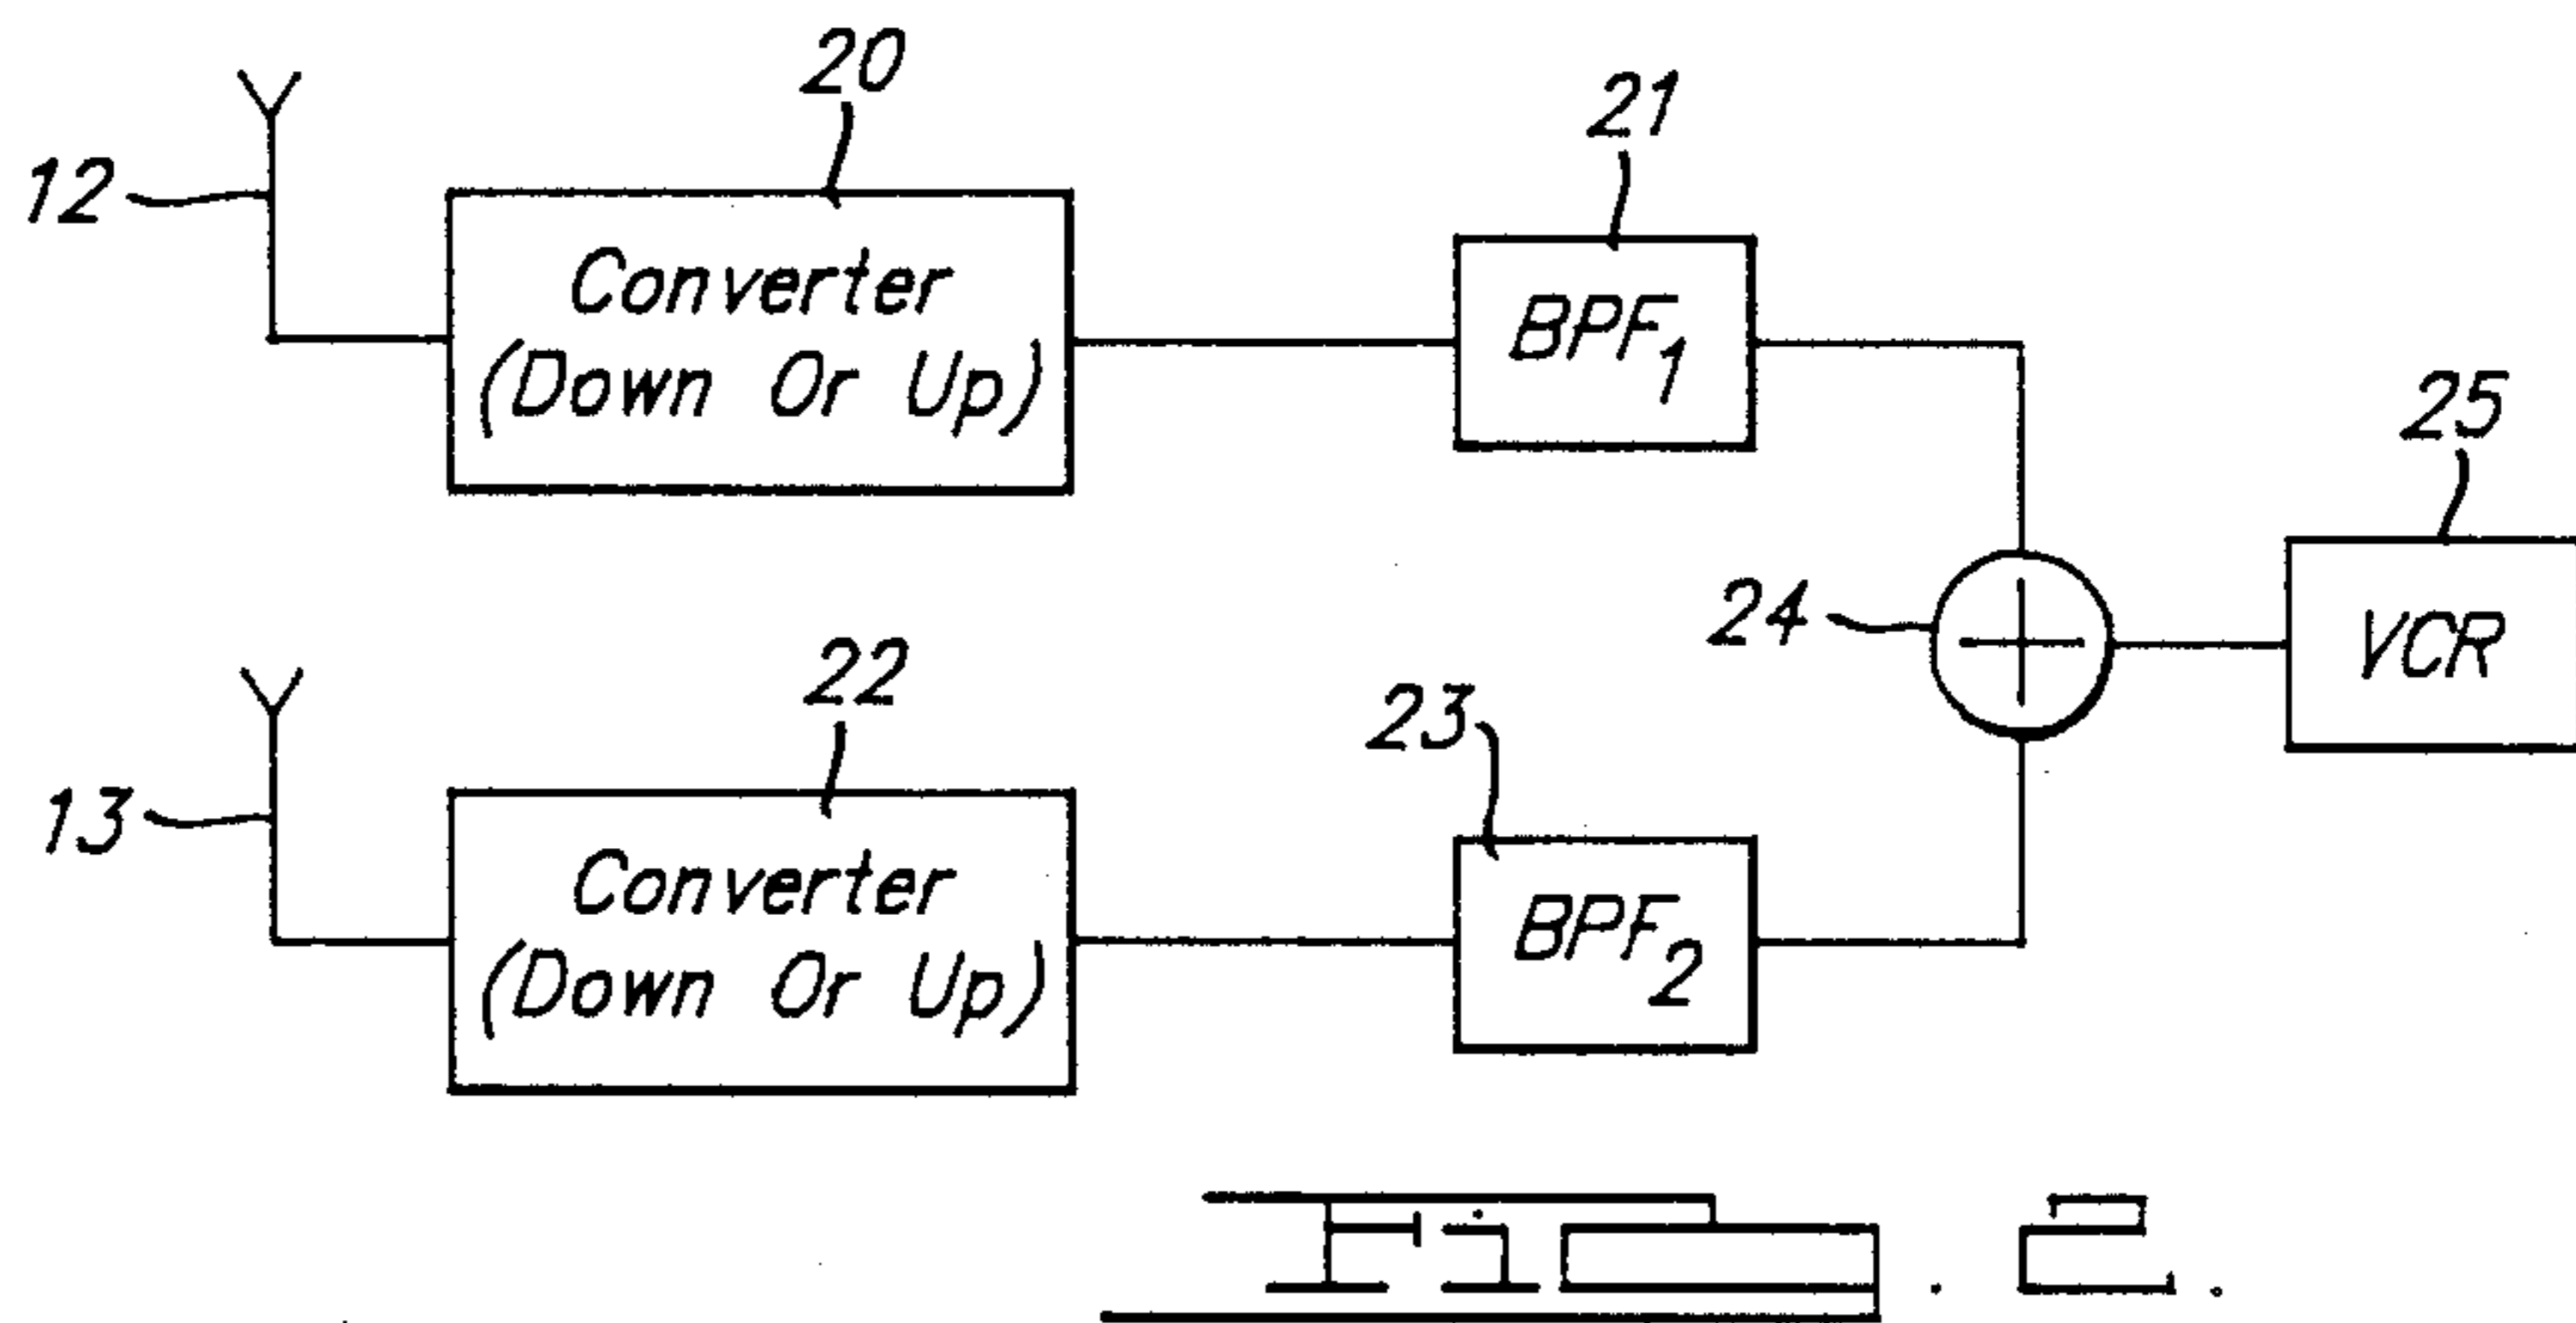 20
21
12
Converter
(Down Or Up)
BPF1
25
24
VCR
22
23
13
Converter
(Down Or Up)
BPF2
Fig. 2.